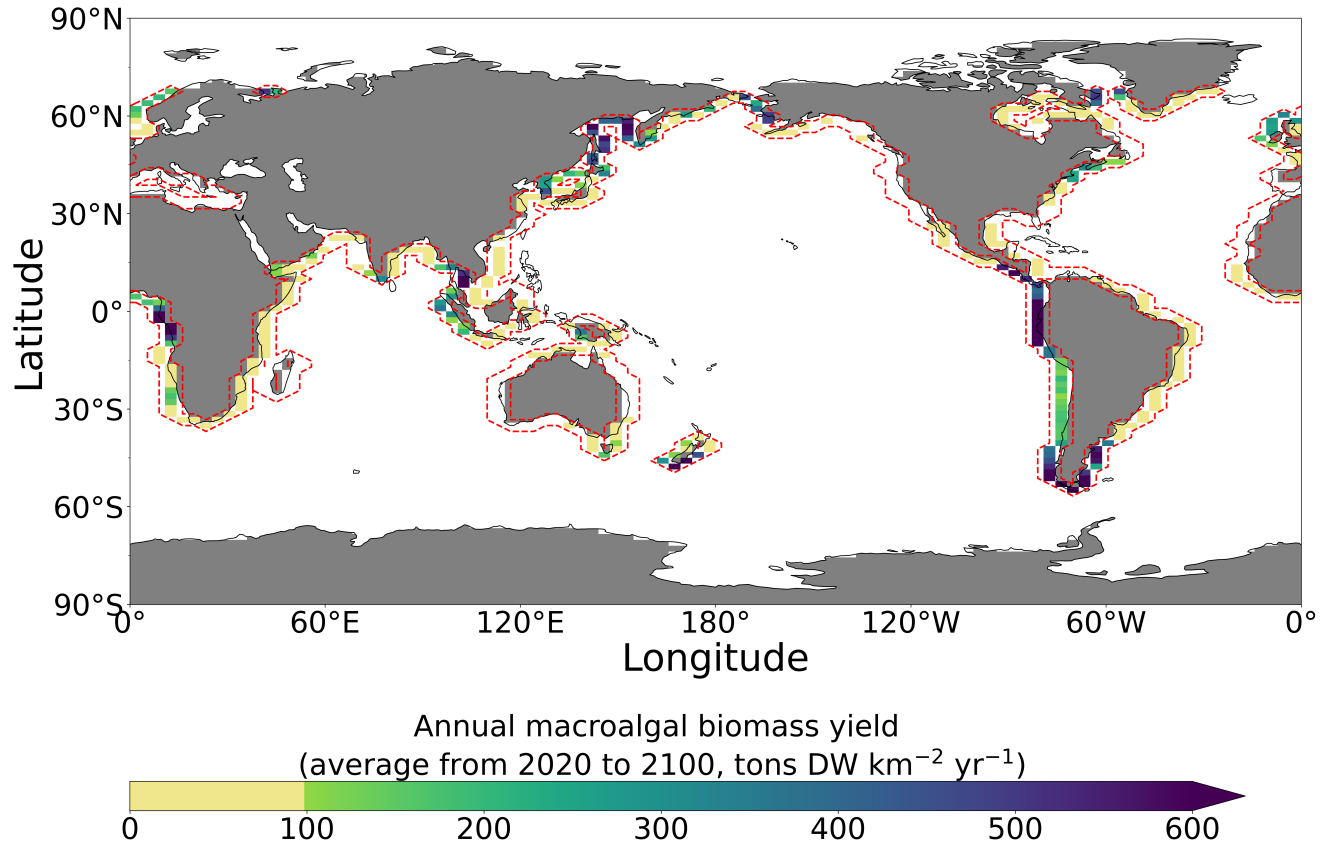 90°N
60°N
30°N
0°
30°S
60°S
90°S
Latitude
0° 60°E 120°E 180° 120°W 60°W 0°
Longitude
Annual macroalgal biomass yield
(average from 2020 to 2100, tons DW km⁻² yr⁻¹)
0 100 200 300 400 500 600